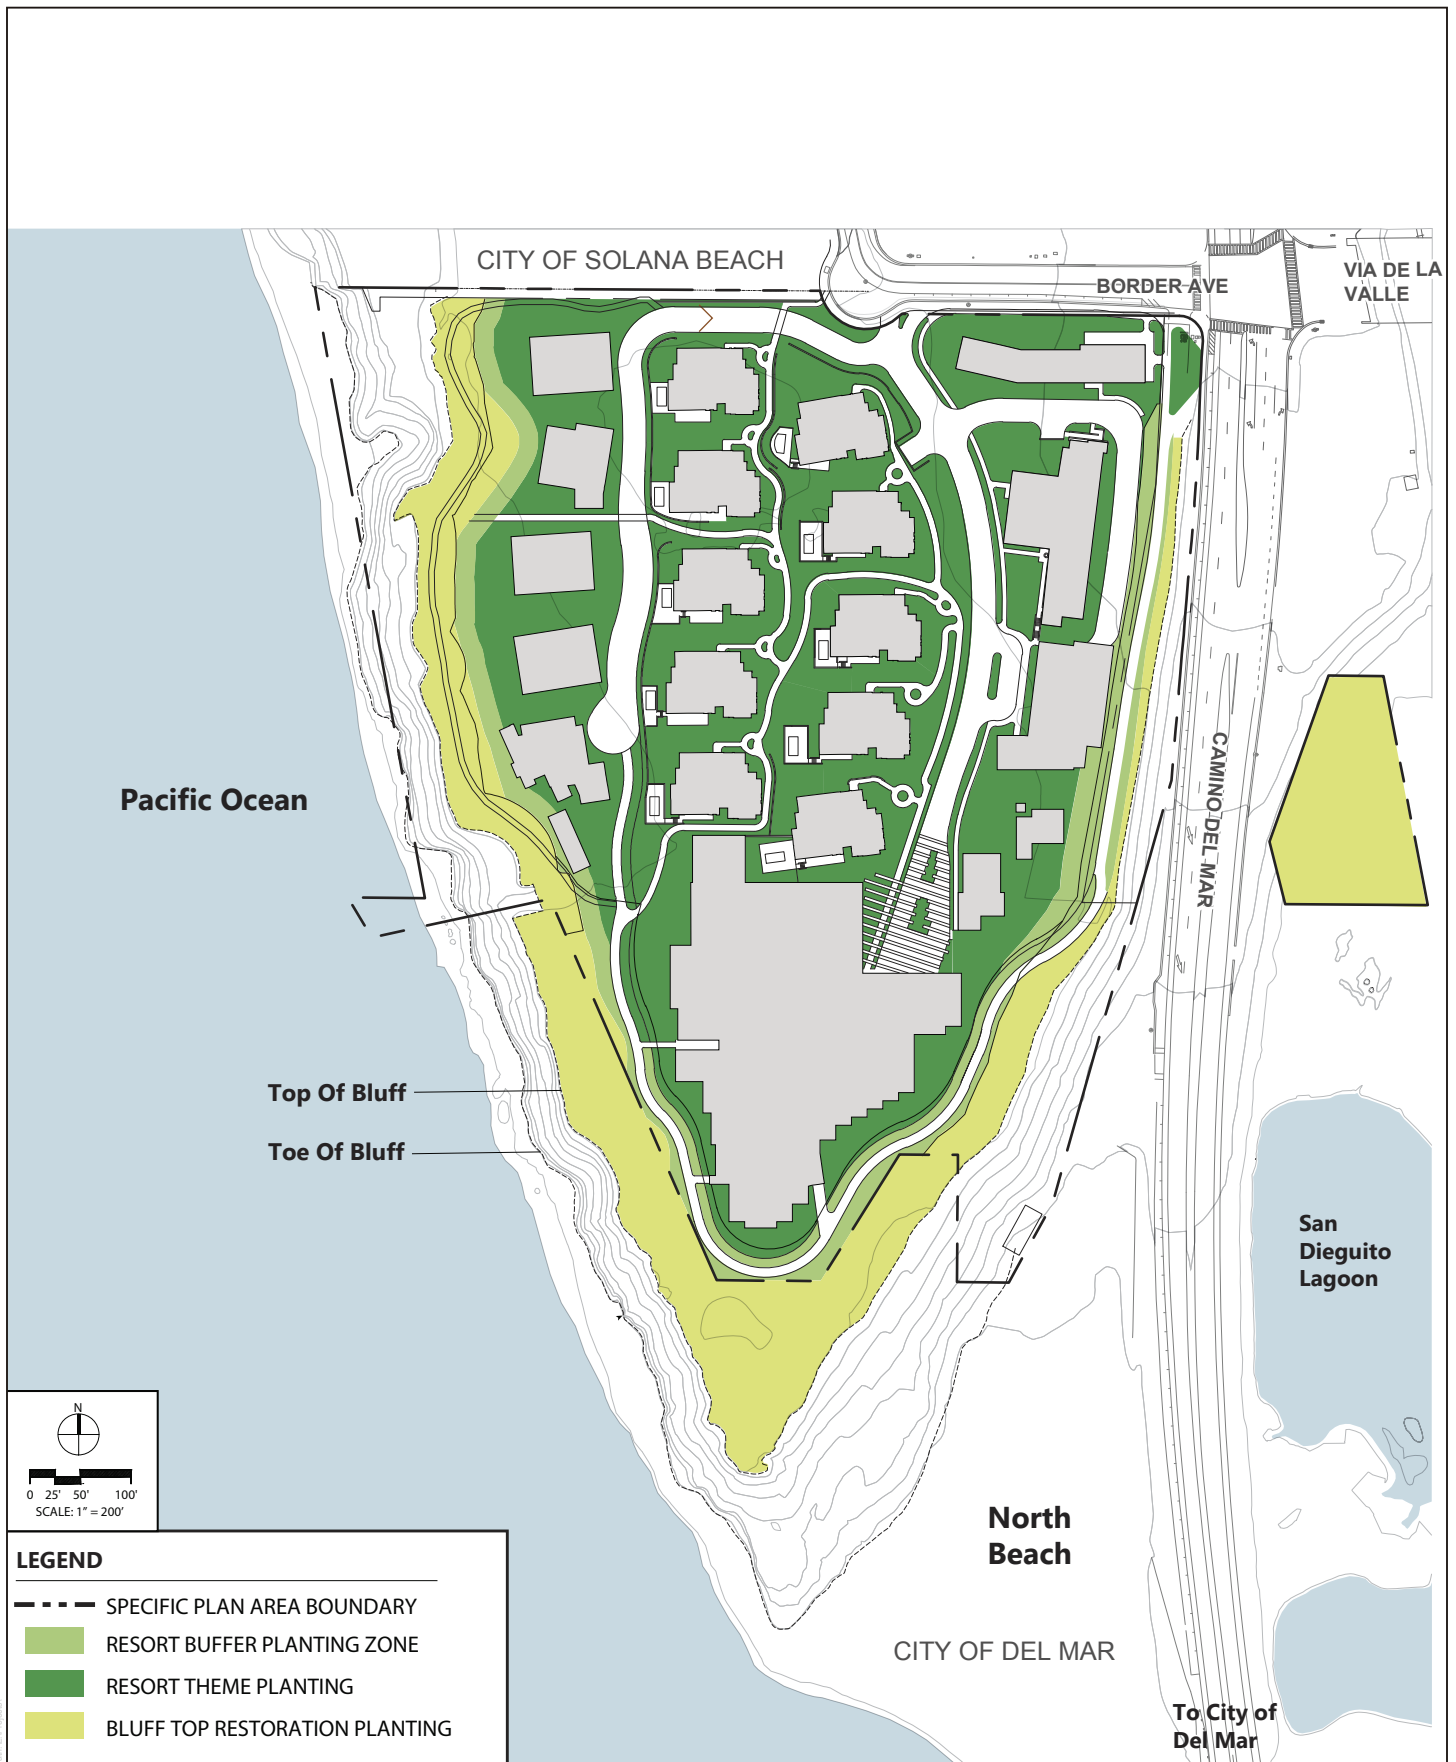 CITY OF SOLANA BEACH
BORDER AVE
VIA DE LA
VALLE
Pacific Ocean
CAMINO DEL MAR
Top Of Bluff
Toe Of Bluff
San
Dieguito
Lagoon
N
0 25' 50' 100'
SCALE: 1" = 200'
North
Beach
CITY OF DEL MAR
To City of
Del Mar
LEGEND
SPECIFIC PLAN AREA BOUNDARY
RESORT BUFFER PLANTING ZONE
RESORT THEME PLANTING
BLUFF TOP RESTORATION PLANTING